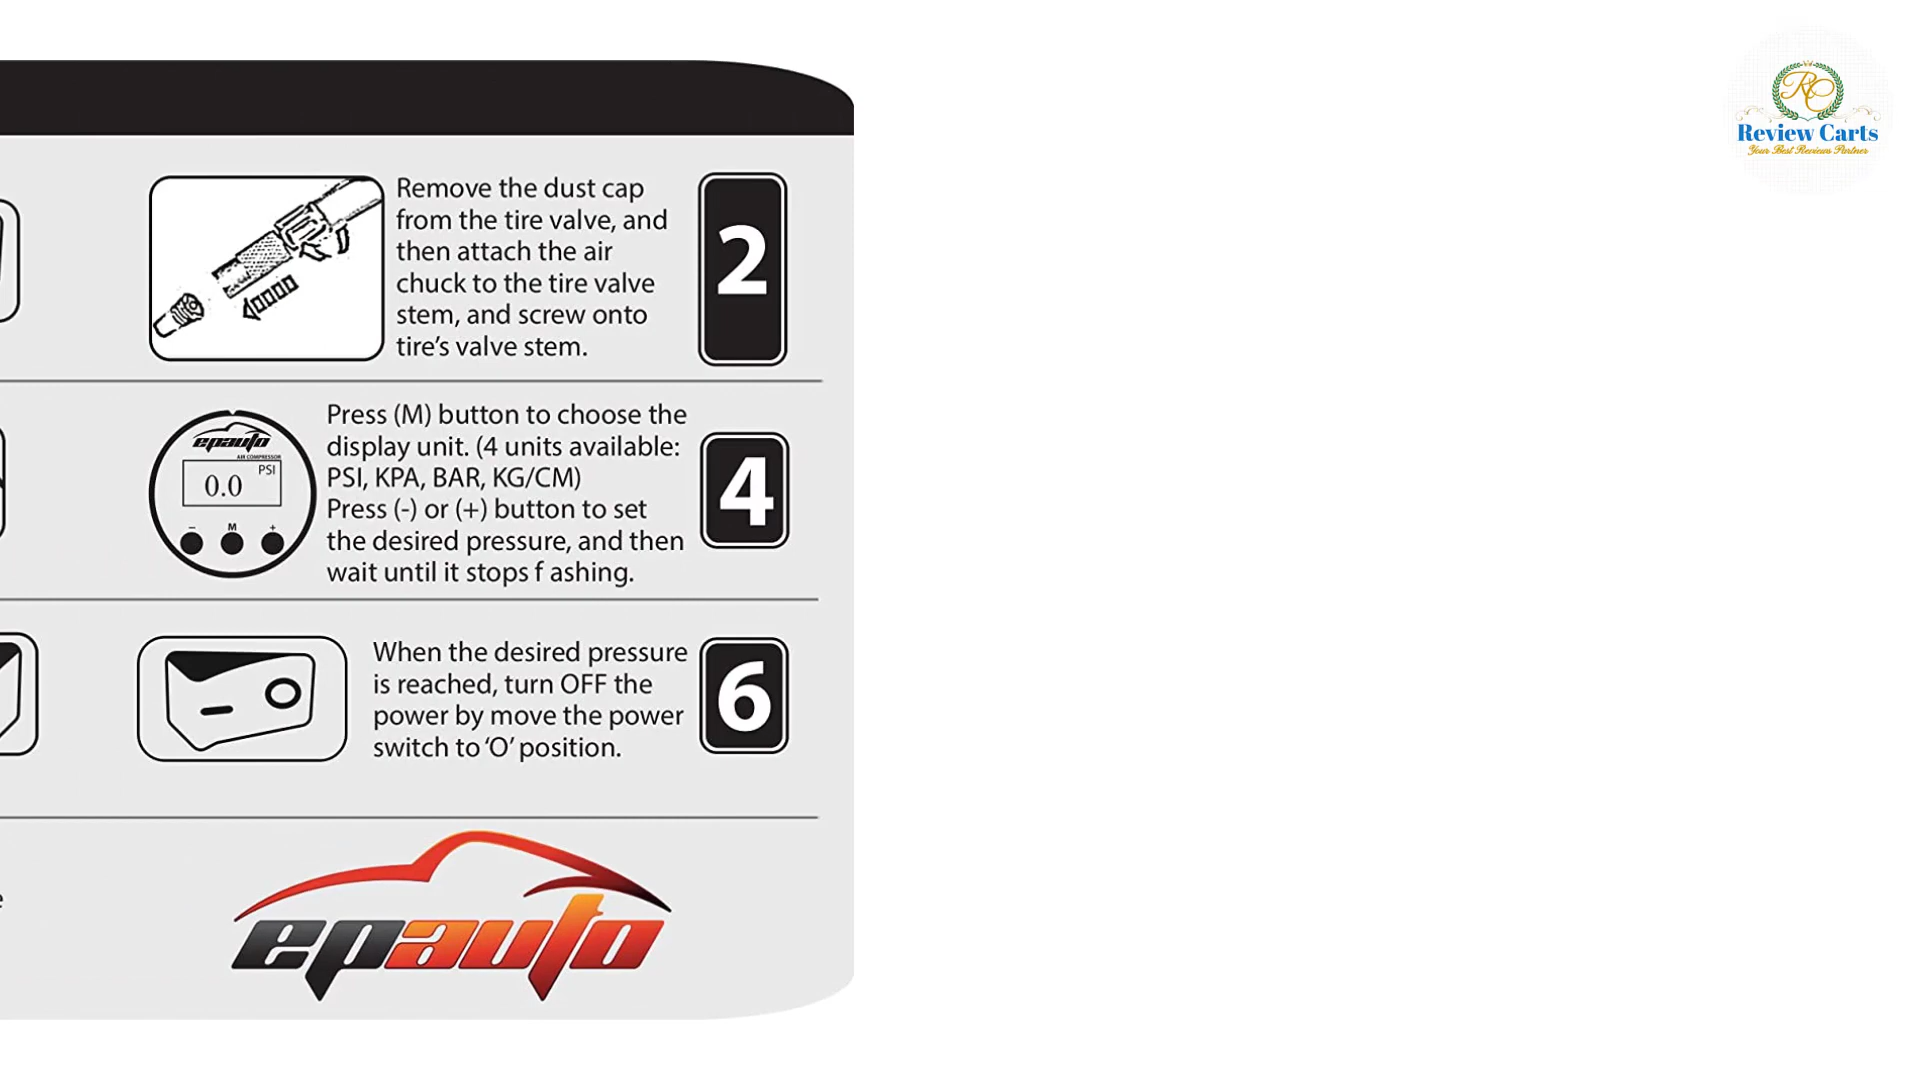 Review Carts
Your Best Reviews Partner
Remove the dust cap
from the tire valve, and
then attach the air
chuck to the tire valve
stem, and screw onto
tire's valve stem.
2
epauto
AIR COMPRESSOR
PSI
0.0
– M +
Press (M) button to choose the
display unit. (4 units available:
PSI, KPA, BAR, KG/CM)
Press (-) or (+) button to set
the desired pressure, and then
wait until it stops f ashing.
4
When the desired pressure
is reached, turn OFF the
power by move the power
switch to ‘O’ position.
6
epauto